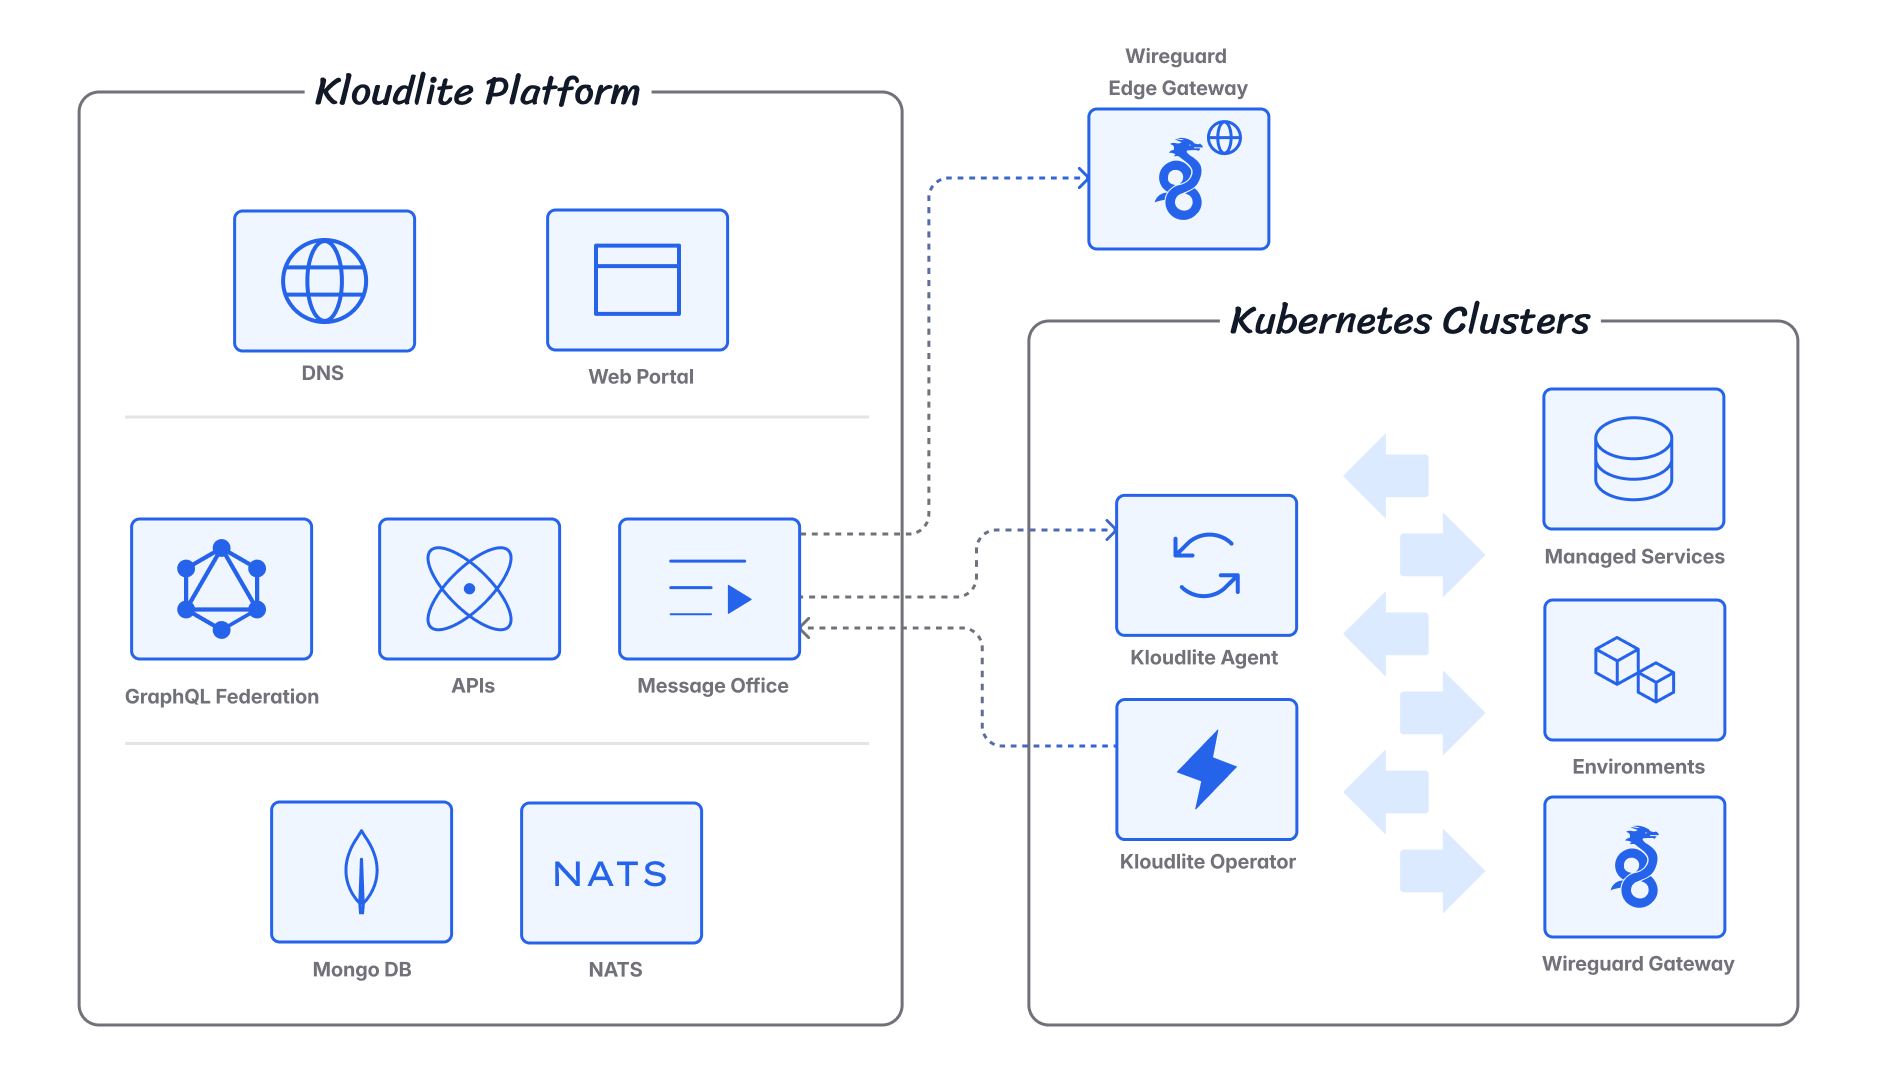 Wireguard
Edge Gateway
Kloudlite Platform
DNS
Web Portal
GraphQL Federation
APIs
Message Office
NATS
Mongo DB
NATS
Kubernetes Clusters
Kloudlite Agent
Kloudlite Operator
Managed Services
Environments
Wireguard Gateway